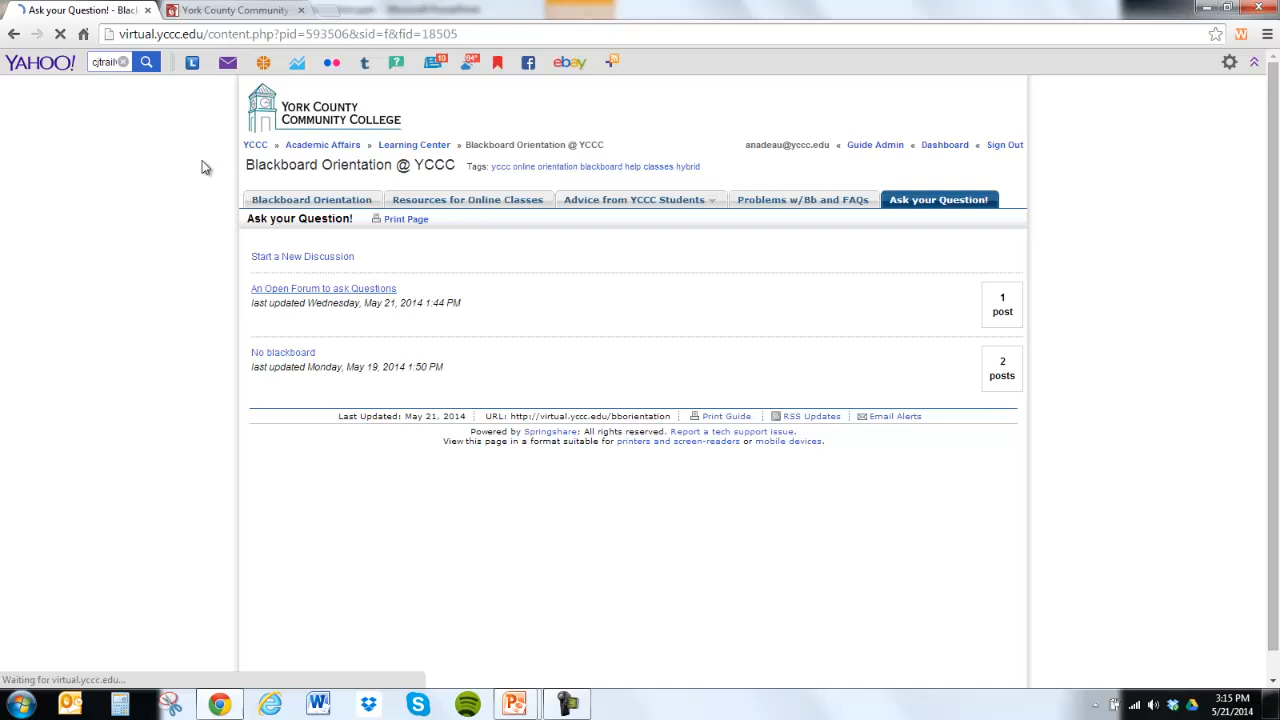 Ask your Question! - Blac
York County Community
virtual.yccc.edu/content.php?pid=593506&sid=f&fid=18505
YAHOO!
cjtrailw
10
64°
ebay
YORK COUNTY
COMMUNITY COLLEGE
YCCC » Academic Affairs » Learning Center » Blackboard Orientation @ YCCC
anadeau@yccc.edu « Guide Admin « Dashboard « Sign Out
Blackboard Orientation @ YCCC Tags: yccc online orientation blackboard help classes hybrid
Blackboard Orientation Resources for Online Classes Advice from YCCC Students Problems w/Bb and FAQs Ask your Question!
Ask your Question! Print Page
Start a New Discussion
An Open Forum to ask Questions
last updated Wednesday, May 21, 2014 1:44 PM
1
post
No blackboard
last updated Monday, May 19, 2014 1:50 PM
2
posts
Last Updated: May 21, 2014 URL: http://virtual.yccc.edu/bborientation Print Guide RSS Updates Email Alerts
Powered by Springshare: All rights reserved. Report a tech support issue.
View this page in a format suitable for printers and screen-readers or mobile devices.
Waiting for virtual.yccc.edu...
3:15 PM
5/21/2014